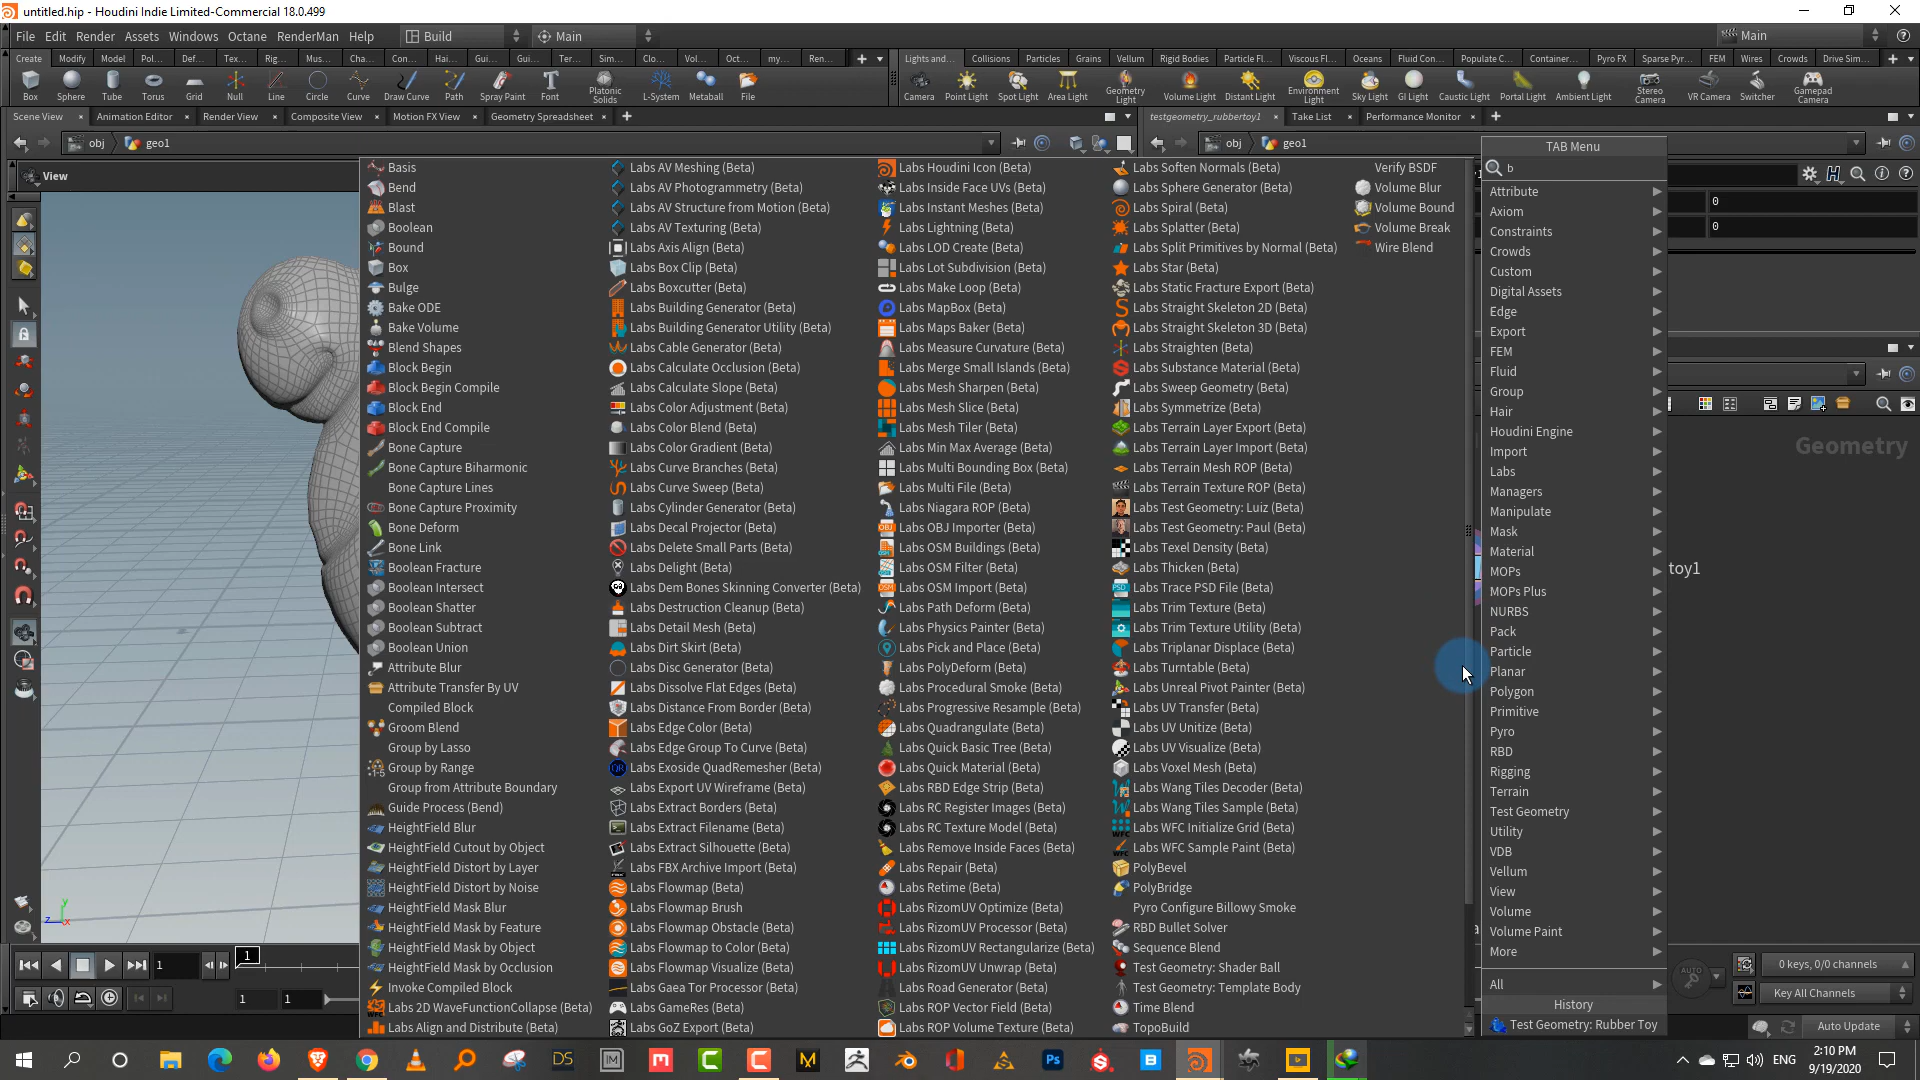 untitled.hip - Houdini Indie Limited-Commercial 18.0.499
File Edit Render Assets Windows Octane RenderMan Help Build Main Main
Create Modify Model Pol... Def... Tex... Rig... Mus... Cha... Con... Hai... Gui... Gui... Ter... Sim... Clo... Vol... Oct... my... Ren... Lights and... Collisions Particles Grains Vellum Rigid Bodies Particle Fl... Viscous Fl... Oceans Fluid Con... Populate C... Container... Pyro FX Sparse Pyr... FEM Wires Crowds Drive Sim...
Box Sphere Tube Torus Grid Null Line Circle Curve Draw Curve Path Spray Paint Font Platonic Solids L-System Metaball File Camera Point Light Spot Light Area Light Geometry Light Volume Light Distant Light Environment Light Sky Light GI Light Caustic Light Portal Light Ambient Light Stereo Camera VR Camera Switcher Gamepad Camera
Scene View Animation Editor Render View Composite View Motion FX View Geometry Spreadsheet testgeometry_rubbertoy1 Take List Performance Monitor
obj geo1 obj geo1
View
Basis
Bend
Blast
Boolean
Bound
Box
Bulge
Bake ODE
Bake Volume
Blend Shapes
Block Begin
Block Begin Compile
Block End
Block End Compile
Bone Capture
Bone Capture Biharmonic
Bone Capture Lines
Bone Capture Proximity
Bone Deform
Bone Link
Boolean Fracture
Boolean Intersect
Boolean Shatter
Boolean Subtract
Boolean Union
Attribute Blur
Attribute Transfer By UV
Compiled Block
Groom Blend
Group by Lasso
Group by Range
Group from Attribute Boundary
Guide Process (Bend)
HeightField Blur
HeightField Cutout by Object
HeightField Distort by Layer
HeightField Distort by Noise
HeightField Mask Blur
HeightField Mask by Feature
HeightField Mask by Object
HeightField Mask by Occlusion
Invoke Compiled Block
Labs 2D WaveFunctionCollapse (Beta)
Labs Align and Distribute (Beta)
Labs AV Meshing (Beta)
Labs AV Photogrammetry (Beta)
Labs AV Structure from Motion (Beta)
Labs AV Texturing (Beta)
Labs Axis Align (Beta)
Labs Box Clip (Beta)
Labs Boxcutter (Beta)
Labs Building Generator (Beta)
Labs Building Generator Utility (Beta)
Labs Cable Generator (Beta)
Labs Calculate Occlusion (Beta)
Labs Calculate Slope (Beta)
Labs Color Adjustment (Beta)
Labs Color Blend (Beta)
Labs Color Gradient (Beta)
Labs Curve Branches (Beta)
Labs Curve Sweep (Beta)
Labs Cylinder Generator (Beta)
Labs Decal Projector (Beta)
Labs Delete Small Parts (Beta)
Labs Delight (Beta)
Labs Dem Bones Skinning Converter (Beta)
Labs Destruction Cleanup (Beta)
Labs Detail Mesh (Beta)
Labs Dirt Skirt (Beta)
Labs Disc Generator (Beta)
Labs Dissolve Flat Edges (Beta)
Labs Distance From Border (Beta)
Labs Edge Color (Beta)
Labs Edge Group To Curve (Beta)
Labs Exoside QuadRemesher (Beta)
Labs Export UV Wireframe (Beta)
Labs Extract Borders (Beta)
Labs Extract Filename (Beta)
Labs Extract Silhouette (Beta)
Labs FBX Archive Import (Beta)
Labs Flowmap (Beta)
Labs Flowmap Brush
Labs Flowmap Obstacle (Beta)
Labs Flowmap to Color (Beta)
Labs Flowmap Visualize (Beta)
Labs Gaea Tor Processor (Beta)
Labs GameRes (Beta)
Labs GoZ Export (Beta)
Labs Houdini Icon (Beta)
Labs Inside Face UVs (Beta)
Labs Instant Meshes (Beta)
Labs Lightning (Beta)
Labs LOD Create (Beta)
Labs Lot Subdivision (Beta)
Labs Make Loop (Beta)
Labs MapBox (Beta)
Labs Maps Baker (Beta)
Labs Measure Curvature (Beta)
Labs Merge Small Islands (Beta)
Labs Mesh Sharpen (Beta)
Labs Mesh Slice (Beta)
Labs Mesh Tiler (Beta)
Labs Min Max Average (Beta)
Labs Multi Bounding Box (Beta)
Labs Multi File (Beta)
Labs Niagara ROP (Beta)
Labs OBJ Importer (Beta)
Labs OSM Buildings (Beta)
Labs OSM Filter (Beta)
Labs OSM Import (Beta)
Labs Path Deform (Beta)
Labs Physics Painter (Beta)
Labs Pick and Place (Beta)
Labs PolyDeform (Beta)
Labs Procedural Smoke (Beta)
Labs Progressive Resample (Beta)
Labs Quadrangulate (Beta)
Labs Quick Basic Tree (Beta)
Labs Quick Material (Beta)
Labs RBD Edge Strip (Beta)
Labs RC Register Images (Beta)
Labs RC Texture Model (Beta)
Labs Remove Inside Faces (Beta)
Labs Repair (Beta)
Labs Retime (Beta)
Labs RizomUV Optimize (Beta)
Labs RizomUV Processor (Beta)
Labs RizomUV Rectangularize (Beta)
Labs RizomUV Unwrap (Beta)
Labs Road Generator (Beta)
Labs ROP Vector Field (Beta)
Labs ROP Volume Texture (Beta)
Labs Soften Normals (Beta)
Labs Sphere Generator (Beta)
Labs Spiral (Beta)
Labs Splatter (Beta)
Labs Split Primitives by Normal (Beta)
Labs Star (Beta)
Labs Static Fracture Export (Beta)
Labs Straight Skeleton 2D (Beta)
Labs Straight Skeleton 3D (Beta)
Labs Straighten (Beta)
Labs Substance Material (Beta)
Labs Sweep Geometry (Beta)
Labs Symmetrize (Beta)
Labs Terrain Layer Export (Beta)
Labs Terrain Layer Import (Beta)
Labs Terrain Mesh ROP (Beta)
Labs Terrain Texture ROP (Beta)
Labs Test Geometry: Luiz (Beta)
Labs Test Geometry: Paul (Beta)
Labs Texel Density (Beta)
Labs Thicken (Beta)
Labs Trace PSD File (Beta)
Labs Trim Texture (Beta)
Labs Trim Texture Utility (Beta)
Labs Triplanar Displace (Beta)
Labs Turntable (Beta)
Labs Unreal Pivot Painter (Beta)
Labs UV Transfer (Beta)
Labs UV Unitize (Beta)
Labs UV Visualize (Beta)
Labs Voxel Mesh (Beta)
Labs Wang Tiles Decoder (Beta)
Labs Wang Tiles Sample (Beta)
Labs WFC Initialize Grid (Beta)
Labs WFC Sample Paint (Beta)
PolyBevel
PolyBridge
Pyro Configure Billowy Smoke
RBD Bullet Solver
Sequence Blend
Test Geometry: Shader Ball
Test Geometry: Template Body
Time Blend
TopoBuild
Verify BSDF
Volume Blur
Volume Bound
Volume Break
Wire Blend
TAB Menu
b
Attribute
Axiom
Constraints
Crowds
Custom
Digital Assets
Edge
Export
FEM
Fluid
Group
Hair
Houdini Engine
Import
Labs
Managers
Manipulate
Mask
Material
MOPs
MOPs Plus
NURBS
Pack
Particle
Planar
Polygon
Primitive
Pyro
RBD
Rigging
Terrain
Test Geometry
Utility
VDB
Vellum
View
Volume
Volume Paint
More
All
History
Test Geometry: Rubber Toy
0
0
Geometry
toy1
z y x
1 1
1 1
AUTO
0 keys, 0/0 channels
Key All Channels
Auto Update
ENG
2:10 PM
9/19/2020